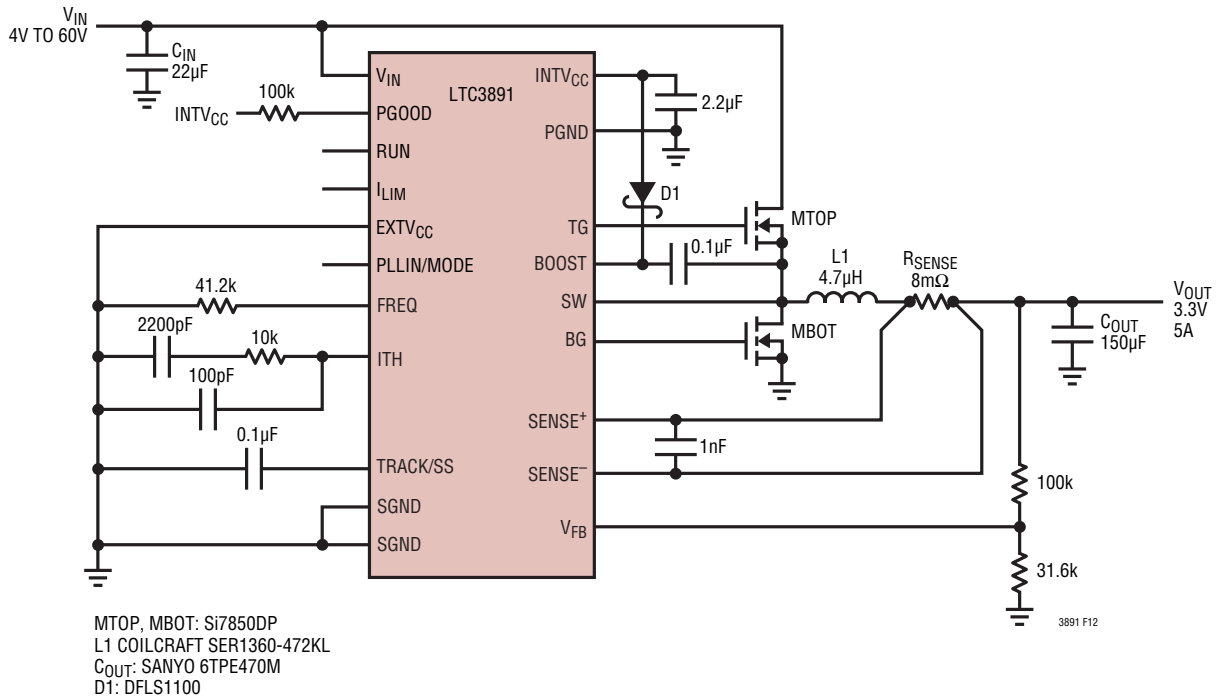 VIN
4V TO 60V
CIN
22µF
INTVCC
100k
LTC3891
VIN
PGOOD
RUN
ILIM
EXTVCC
PLLIN/MODE
FREQ
ITH
TRACK/SS
SGND
SGND
INTVCC
PGND
TG
BOOST
SW
BG
SENSE+
SENSE–
VFB
41.2k
2200pF
10k
100pF
0.1µF
2.2µF
D1
0.1µF
MTOP
MBOT
L1
4.7µH
RSENSE
8mΩ
VOUT
3.3V
5A
COUT
150µF
1nF
100k
31.6k
3891 F12
MTOP, MBOT: Si7850DP
L1 COILCRAFT SER1360-472KL
COUT: SANYO 6TPE470M
D1: DFLS1100